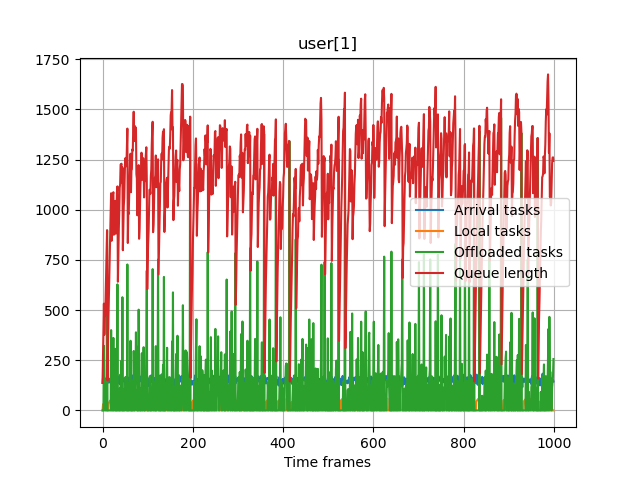 user[1]
1750
1500
1250
1000
750
500
250
0
Arrival tasks
Local tasks
Offloaded tasks
Queue length
0 200 400 600 800 1000
Time frames